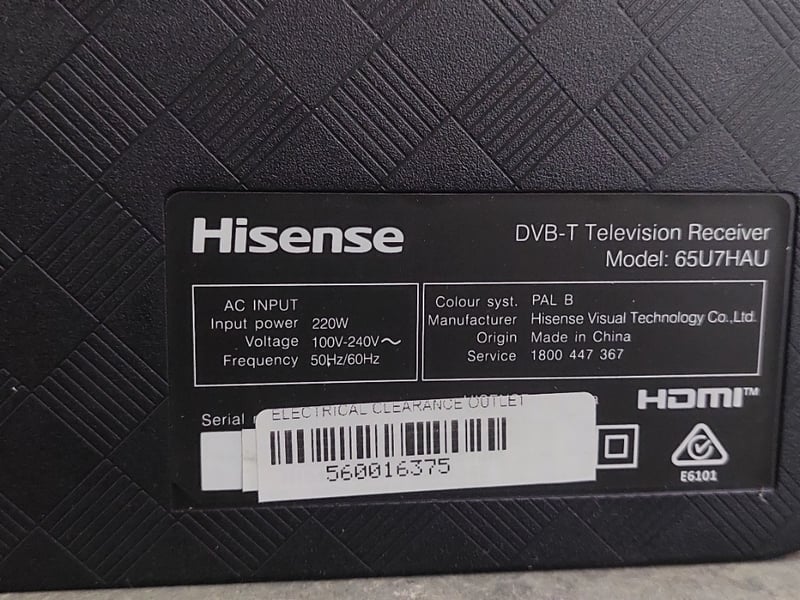 Hisense
DVB-T Television Receiver
Model: 65U7HAU
AC INPUT
Input power 220W
Voltage 100V-240V～
Frequency 50Hz/60Hz
Colour syst. PAL B
Manufacturer Hisense Visual Technology Co.,Ltd.
Origin Made in China
Service 1800 447 367
HDMI™
Serial
ELECTRICAL CLEARANCE OUTLET
560016375
E6101